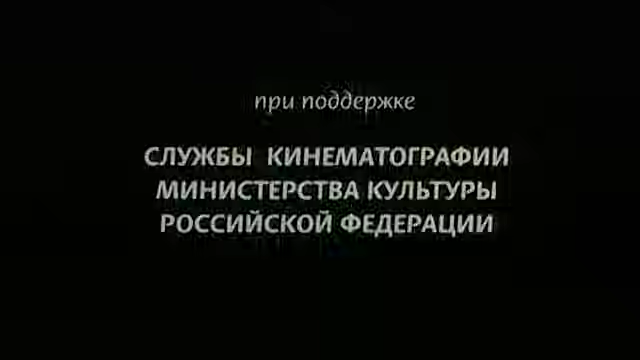 при поддержке
СЛУЖБЫ КИНЕМАТОГРАФИИ
МИНИСТЕРСТВА КУЛЬТУРЫ
РОССИЙСКОЙ ФЕДЕРАЦИИ